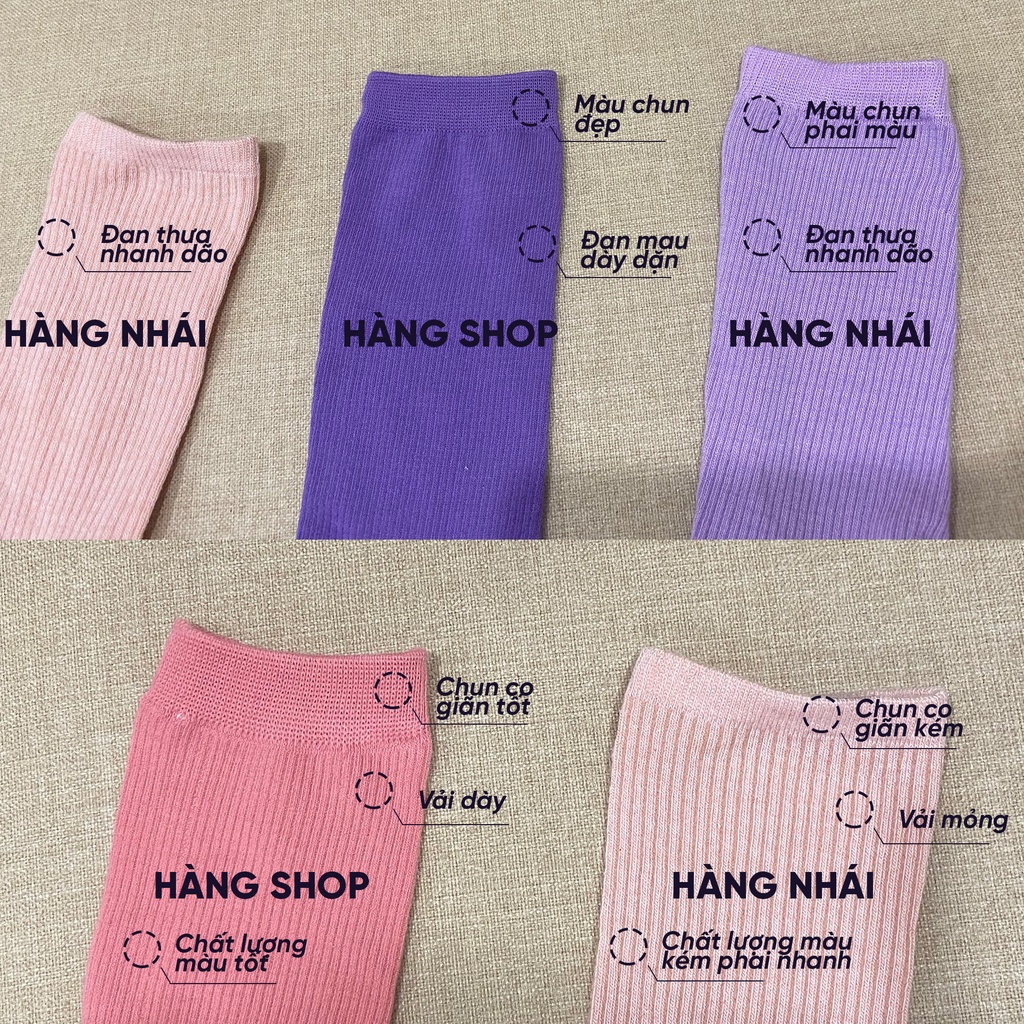 Màu chun
đẹp
Màu chun
phai màu
Đan thưa
nhanh dão
Đan mau
dày dặn
Đan thưa
nhanh dão
HÀNG NHÁI
HÀNG SHOP
HÀNG NHÁI
Chun co
giãn tốt
Chun co
giãn kém
Vải dày
Vải mỏng
HÀNG SHOP
HÀNG NHÁI
Chất lượng
màu tốt
Chất lượng màu
kém phai nhanh